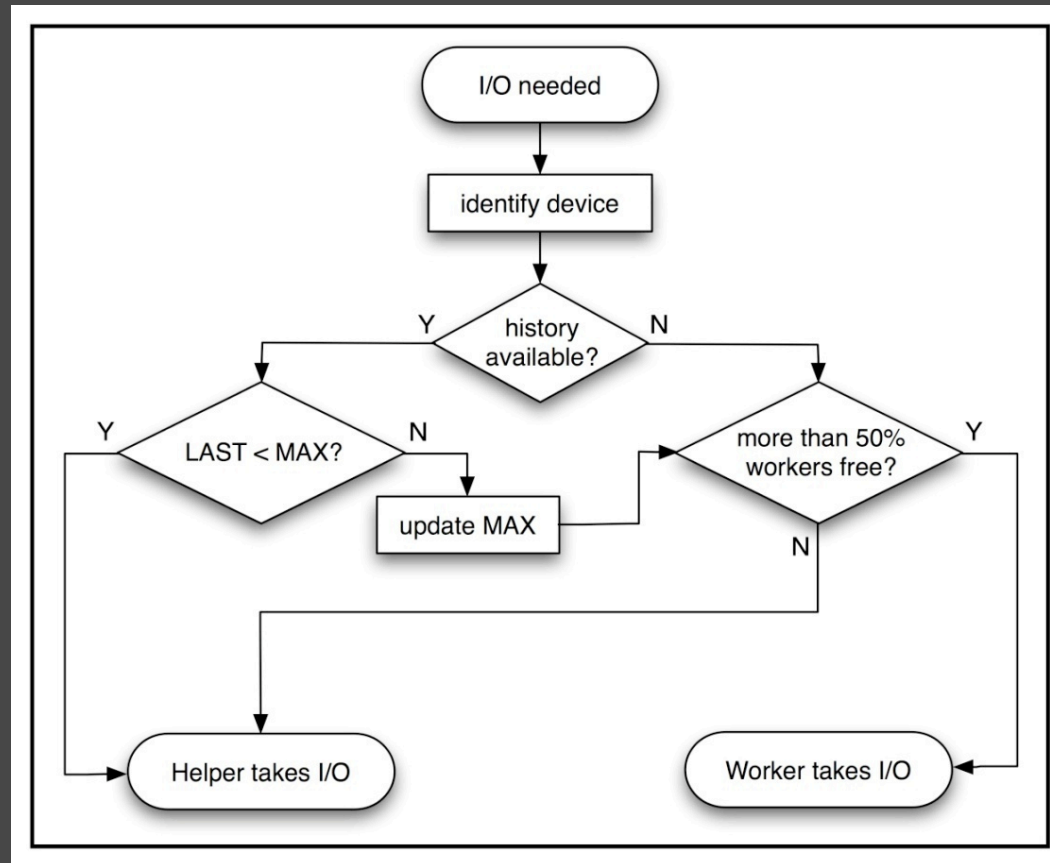 I/O needed
identify device
Y
history
available?
N
Y
LAST < MAX?
N
more than 50%
workers free?
Y
update MAX
N
Helper takes I/O
Worker takes I/O